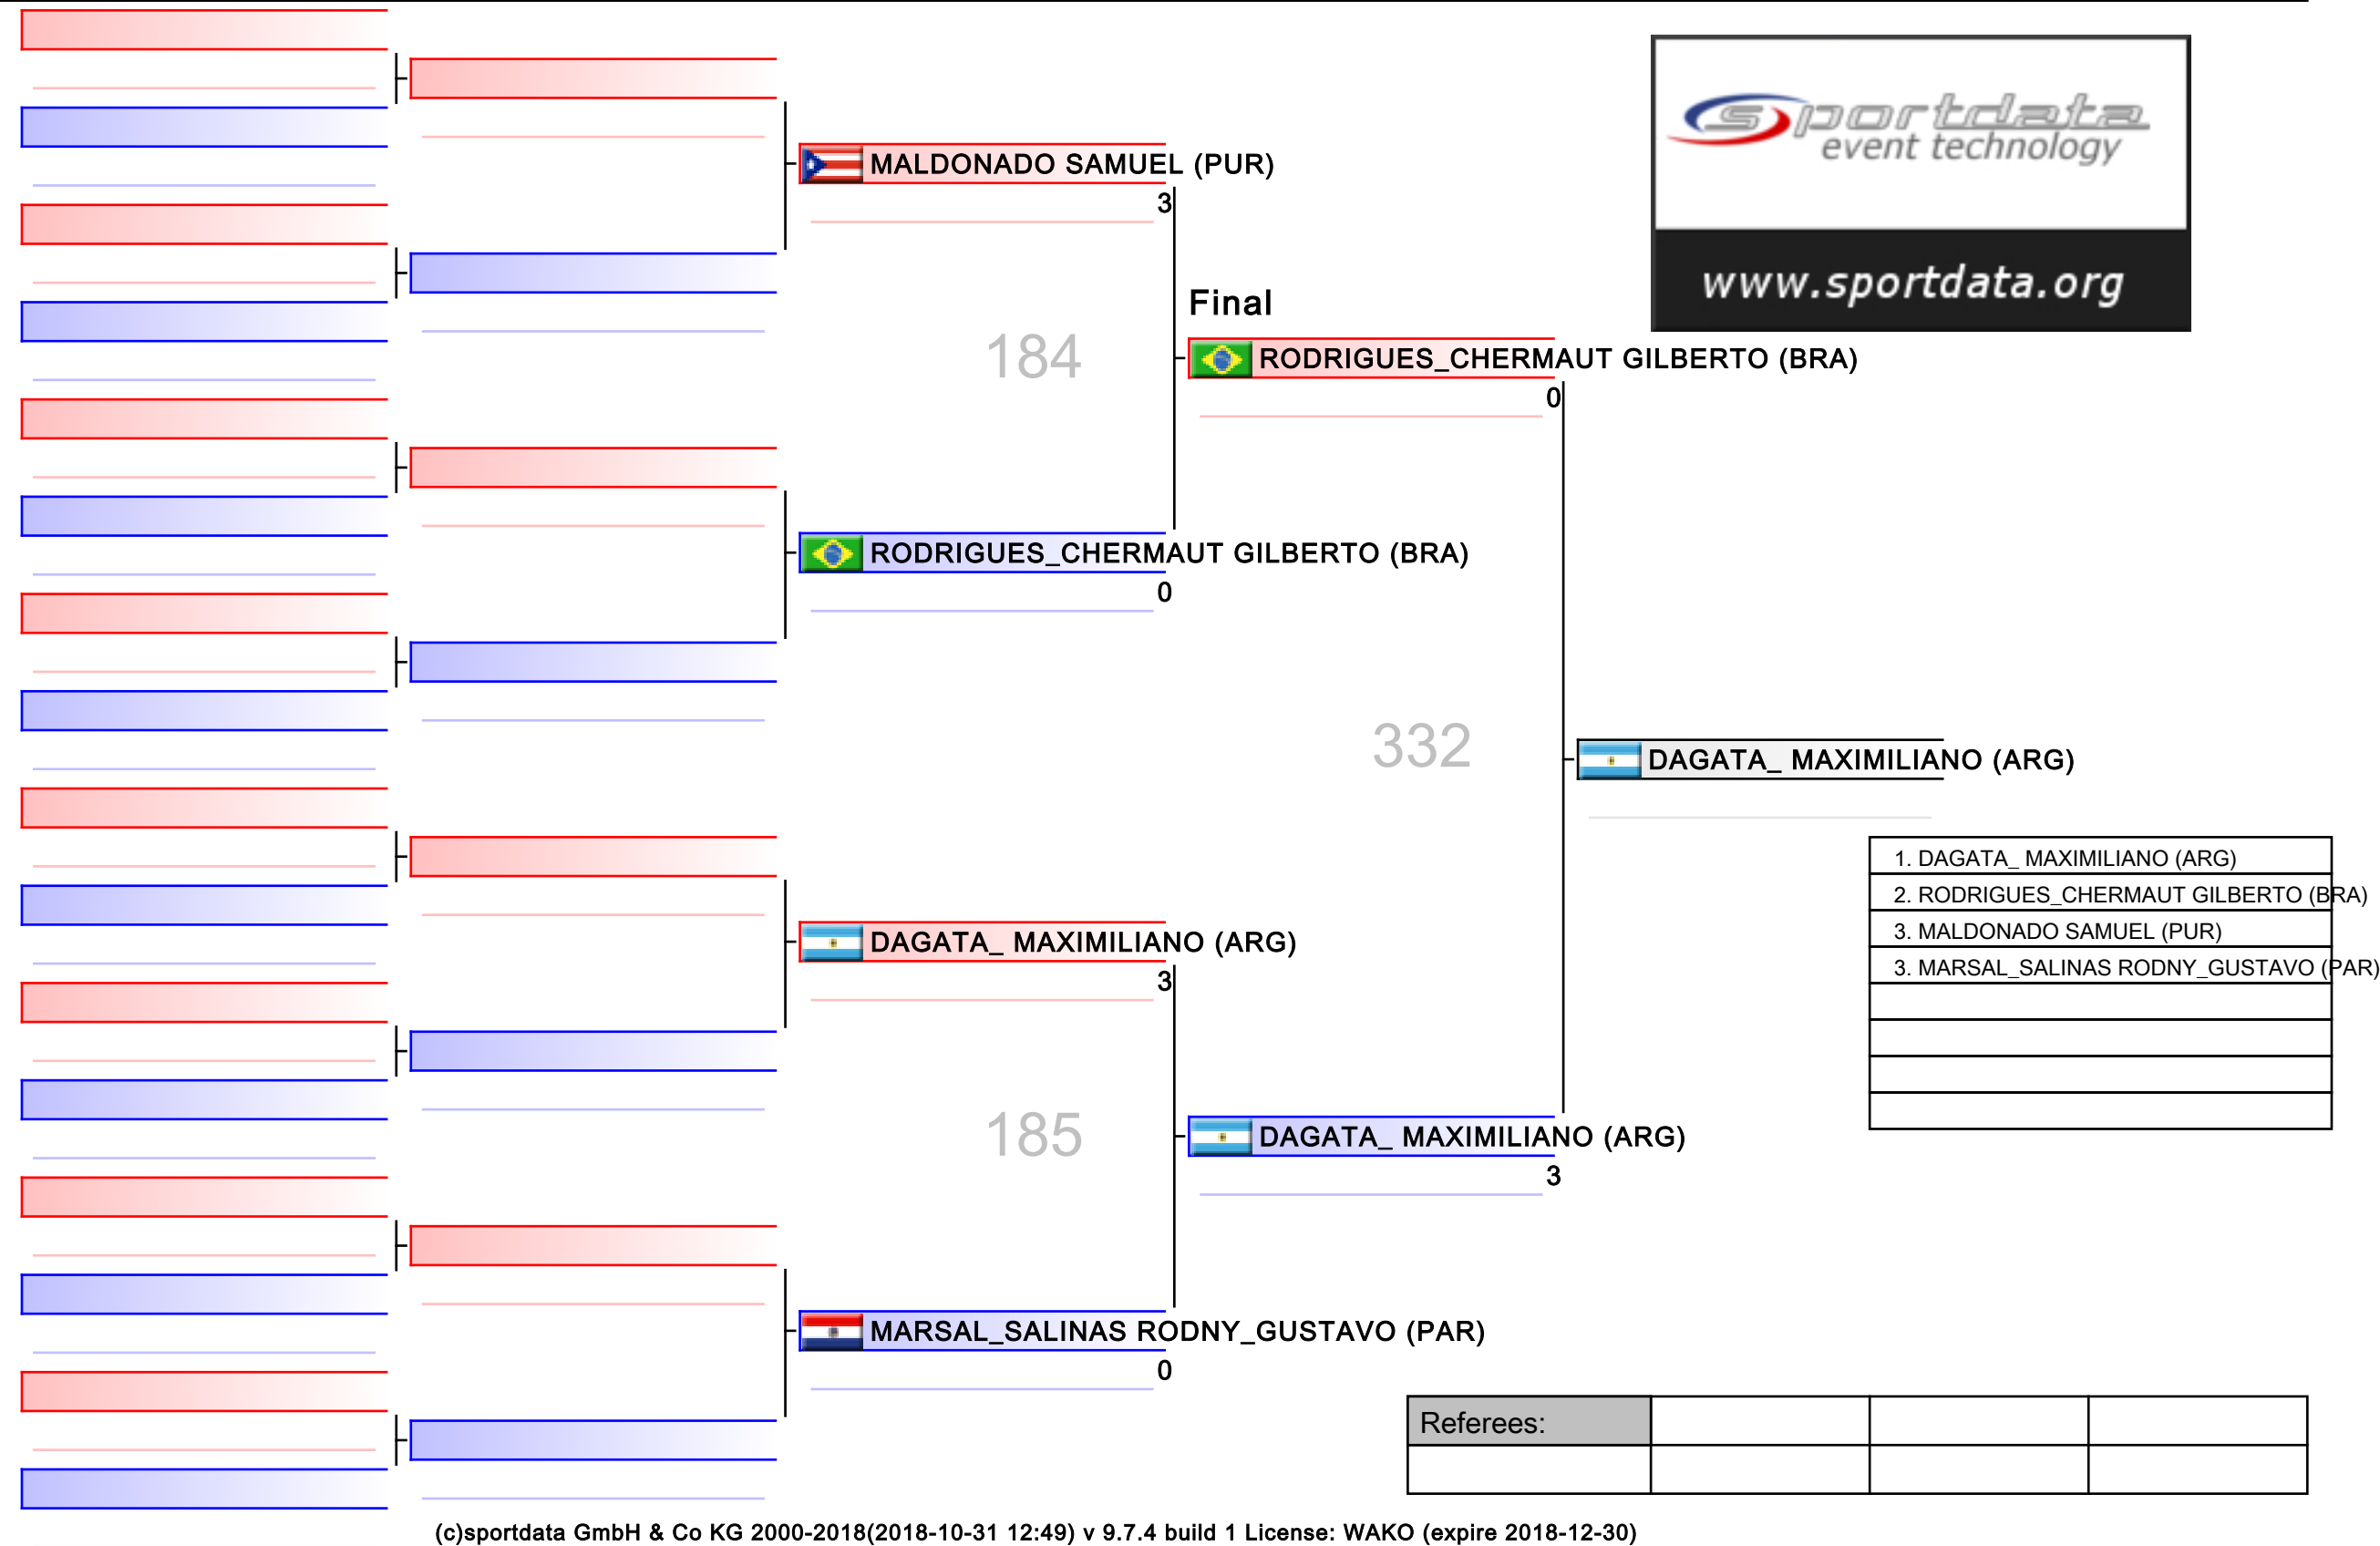 sportdata
event technology
www.sportdata.org
MALDONADO SAMUEL (PUR)
3
184
RODRIGUES_CHERMAUT GILBERTO (BRA)
0
Final
RODRIGUES_CHERMAUT GILBERTO (BRA)
0
332
DAGATA_ MAXIMILIANO (ARG)
1. DAGATA_ MAXIMILIANO (ARG)
2. RODRIGUES_CHERMAUT GILBERTO (BRA)
3. MALDONADO SAMUEL (PUR)
3. MARSAL_SALINAS RODNY_GUSTAVO (PAR)
DAGATA_ MAXIMILIANO (ARG)
3
185
DAGATA_ MAXIMILIANO (ARG)
3
MARSAL_SALINAS RODNY_GUSTAVO (PAR)
0
Referees:
(c)sportdata GmbH & Co KG 2000-2018(2018-10-31 12:49) v 9.7.4 build 1 License: WAKO (expire 2018-12-30)